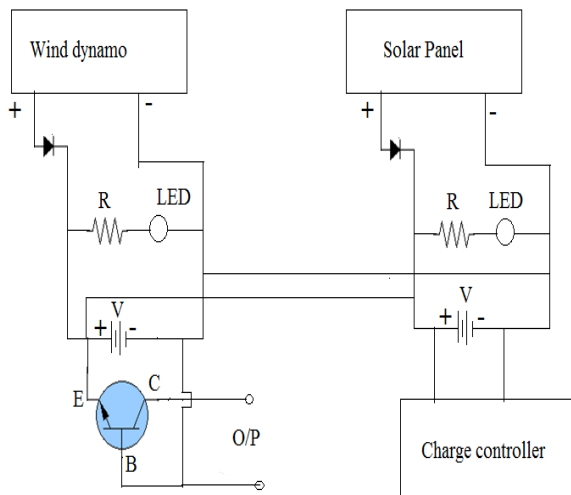 Wind dynamo
Solar Panel
+ -
+ -
R LED
R LED
V
+ -
V
+ -
E C
B
O/P
Charge controller